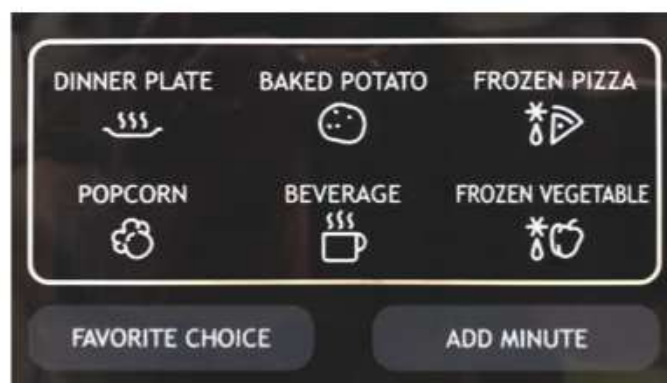 DINNER PLATE BAKED POTATO FROZEN PIZZA
POPCORN BEVERAGE FROZEN VEGETABLE
FAVORITE CHOICE ADD MINUTE